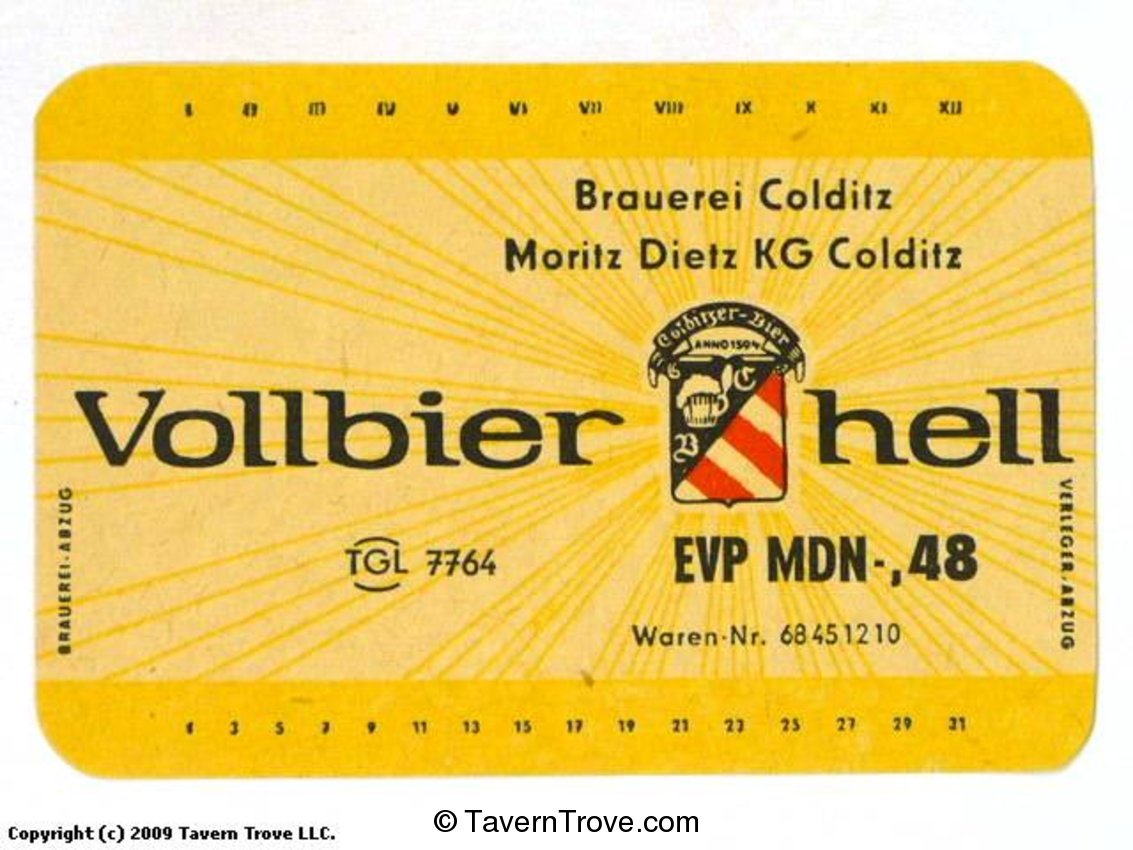 I II III IV V VI VII VIII IX X XI XII
Brauerei Colditz
Moritz Dietz KG Colditz
Colditzer-Bier
ANNO 1504
B C
Vollbier hell
BRAUEREI-ABZUG
VERLEGER-ABZUG
TGL 7764
EVP MDN-,48
Waren-Nr. 68451210
1 3 5 7 9 11 13 15 17 19 21 23 25 27 29 31
Copyright (c) 2009 Tavern Trove LLC.
© TavernTrove.com